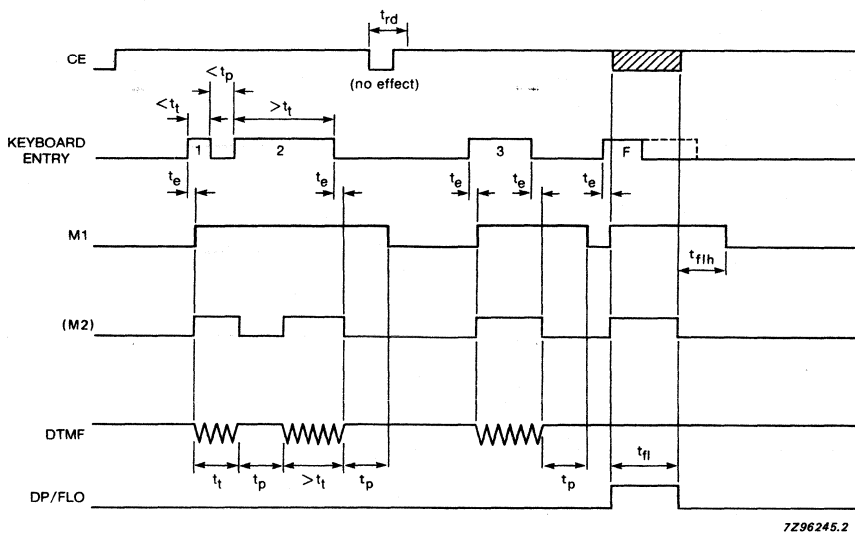 t_rd
CE
(no effect)
<t_p
<t_t
>t_t
KEYBOARD
ENTRY
1
2
3
F
t_e
t_e
t_e
t_e
t_e
M1
t_flh
(M2)
DTMF
t_t
t_p
>t_t
t_p
t_p
t_fl
DP/FLO
7Z96245.2